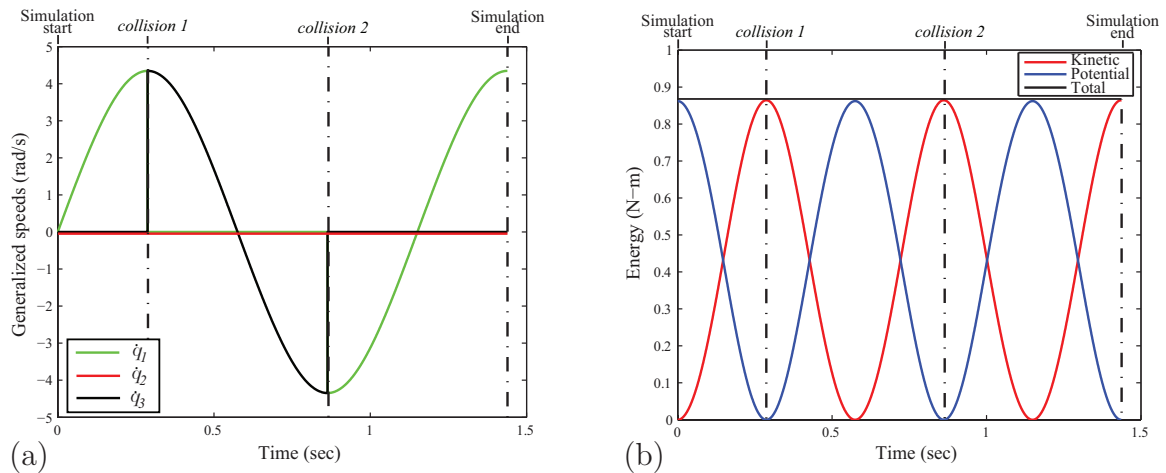 Simulation start
collision 1
collision 2
Simulation end
5
4
3
2
1
0
−1
−2
−3
−4
−5
Generalized speeds (rad/s)
q̇1
q̇2
q̇3
0
0.5
1
1.5
Time (sec)
(a)
Simulation start
collision 1
collision 2
Simulation end
Kinetic
Potential
Total
1
0.9
0.8
0.7
0.6
0.5
0.4
0.3
0.2
0.1
0
Energy (N−m)
0
0.5
1
1.5
Time (sec)
(b)